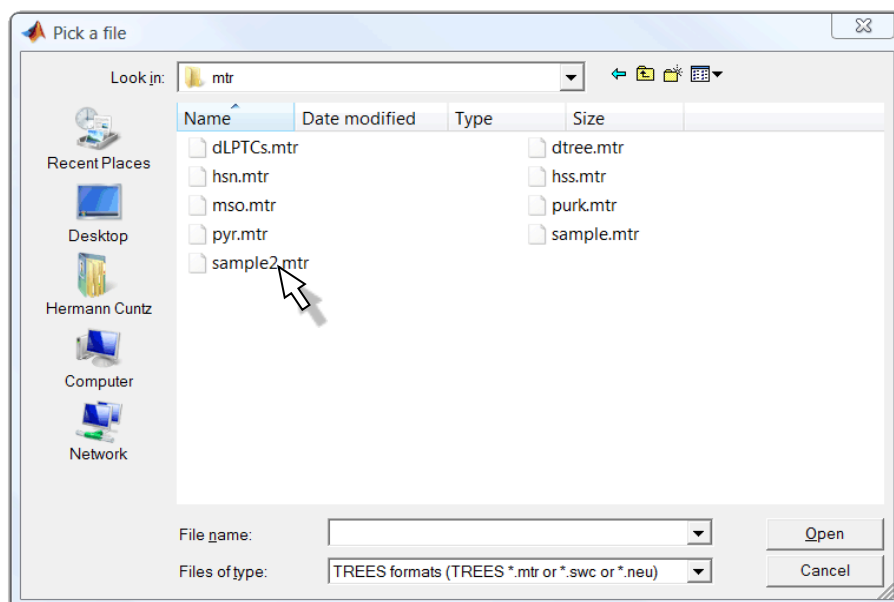 Pick a file
Look in: mtr
Name Date modified Type Size
dLPTCs.mtr dtree.mtr
hsn.mtr hss.mtr
mso.mtr purk.mtr
pyr.mtr sample.mtr
sample2.mtr
Recent Places
Desktop
Hermann Cuntz
Computer
Network
File name: Open
Files of type: TREES formats (TREES *.mtr or *.swc or *.neu) Cancel